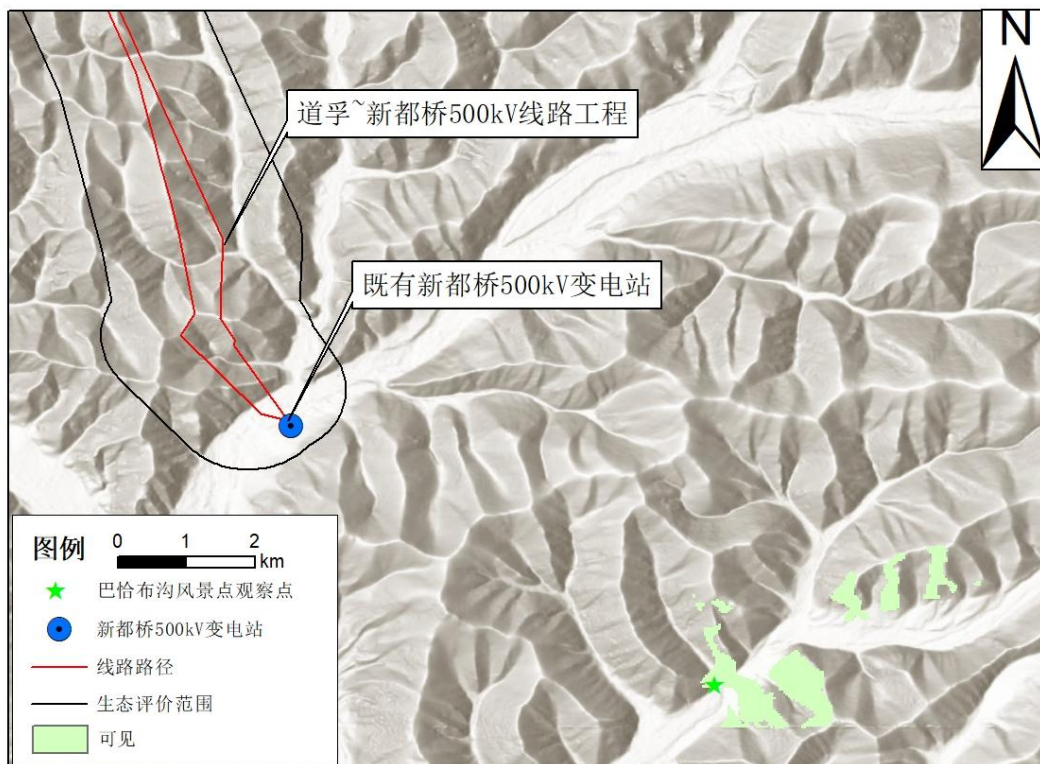 N
道孚~新都桥500kV线路工程
既有新都桥500kV变电站
图例
0 1 2
km
巴恰布沟风景点观察点
新都桥500kV变电站
线路路径
生态评价范围
可见